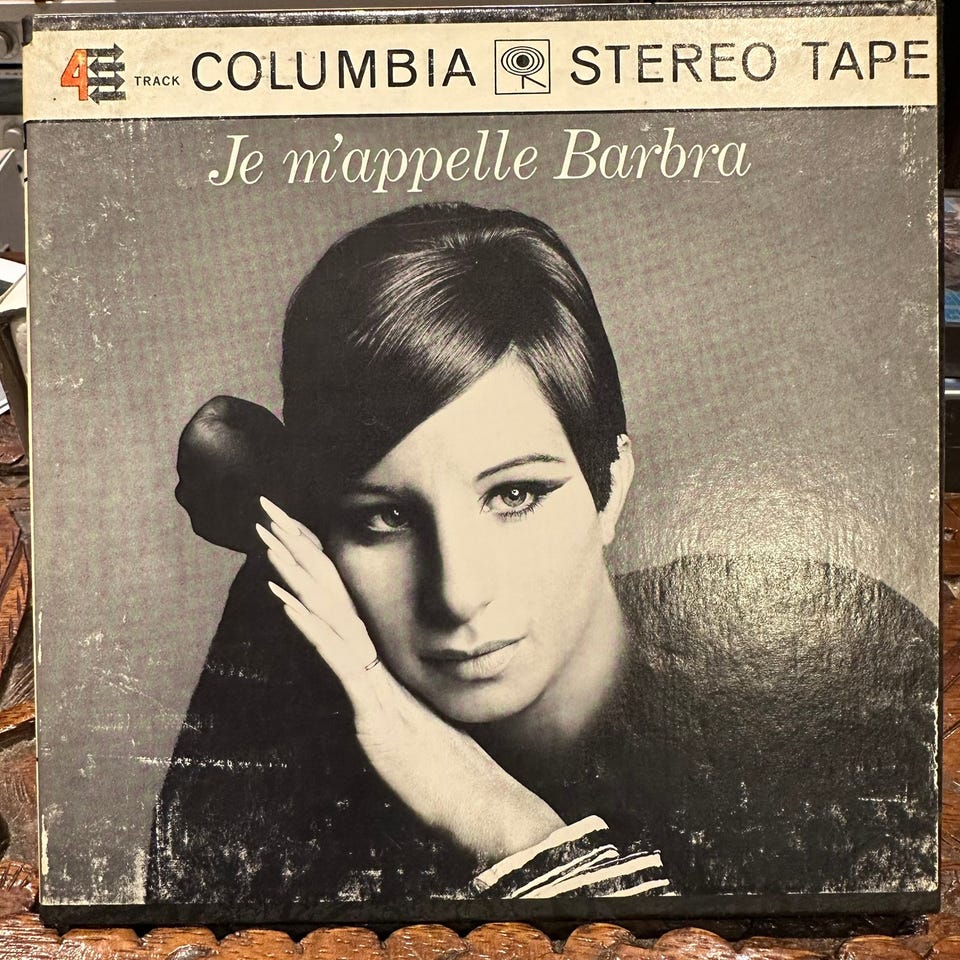 4 TRACK COLUMBIA STEREO TAPE
Je m'appelle Barbra